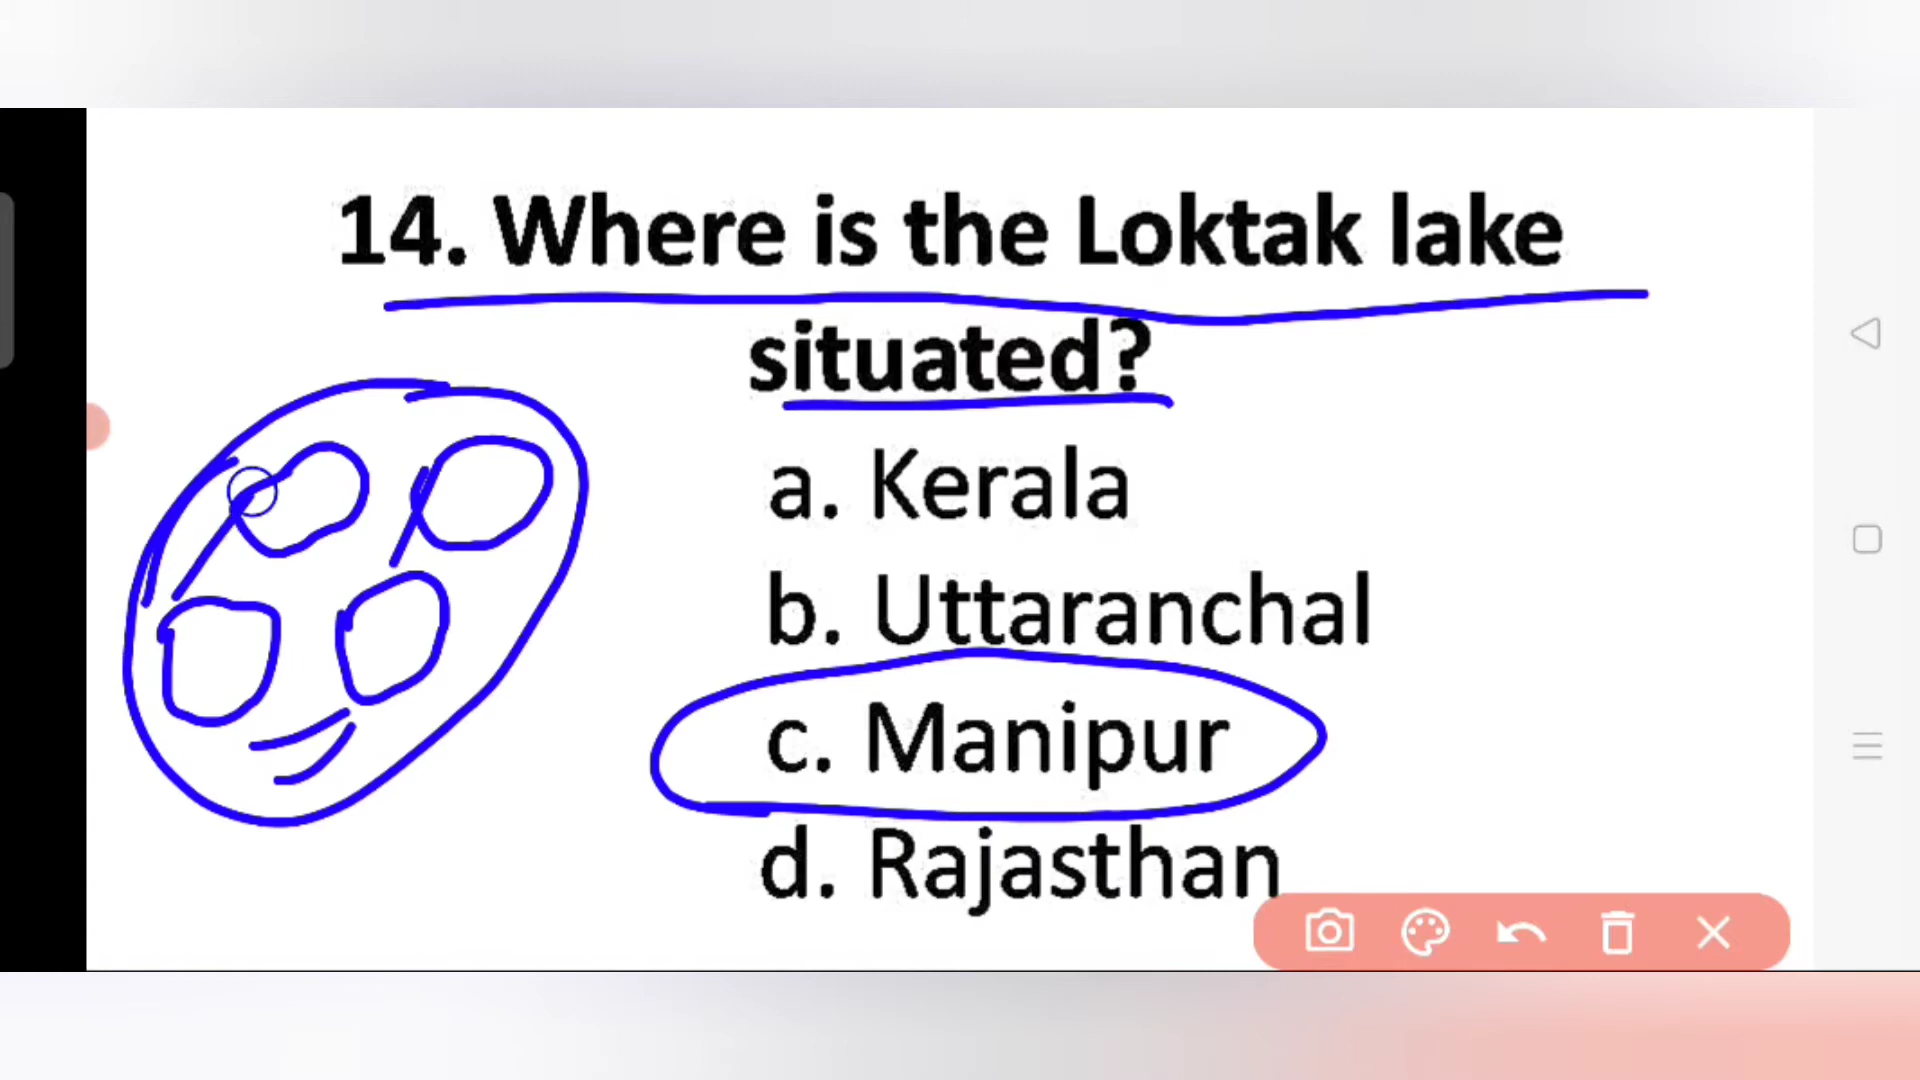 14. Where is the Loktak lake
situated?
a. Kerala
b. Uttaranchal
c. Manipur
d. Rajasthan